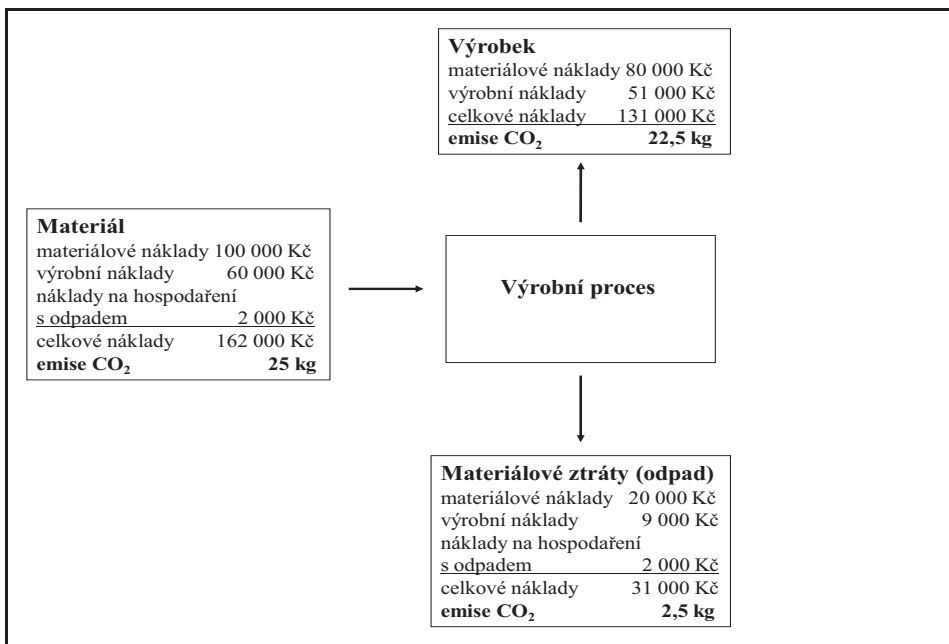 Výrobek
materiálové náklady 80 000 Kč
výrobní náklady 51 000 Kč
celkové náklady 131 000 Kč
emise CO₂ 22,5 kg
Materiál
materiálové náklady 100 000 Kč
výrobní náklady 60 000 Kč
náklady na hospodaření
s odpadem 2 000 Kč
celkové náklady 162 000 Kč
emise CO₂ 25 kg
Výrobní proces
Materiálové ztráty (odpad)
materiálové náklady 20 000 Kč
výrobní náklady 9 000 Kč
náklady na hospodaření
s odpadem 2 000 Kč
celkové náklady 31 000 Kč
emise CO₂ 2,5 kg